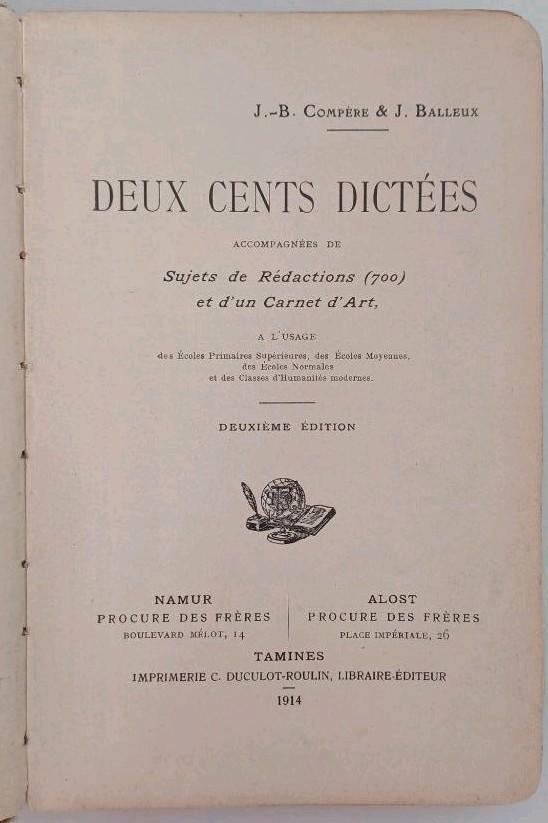 J.-B. Compère & J. Balleux
DEUX CENTS DICTÉES
ACCOMPAGNÉES DE
Sujets de Rédactions (700)
et d'un Carnet d'Art,
A L'USAGE
des Écoles Primaires Supérieures, des Écoles Moyennes,
des Écoles Normales
et des Classes d'Humanités modernes.
DEUXIÈME ÉDITION
NAMUR
PROCURE DES FRÈRES
BOULEVARD MÉLOT, 14
ALOST
PROCURE DES FRÈRES
PLACE IMPÉRIALE, 26
TAMINES
IMPRIMERIE C. DUCULOT-ROULIN, LIBRAIRE-ÉDITEUR
1914